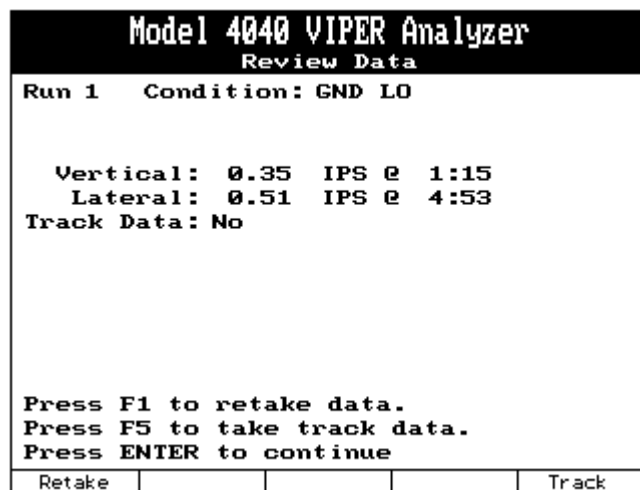 Model 4040 VIPER Analyzer
Review Data
Run 1 Condition: GND LO
Vertical: 0.35 IPS @ 1:15
Lateral: 0.51 IPS @ 4:53
Track Data: No
Press F1 to retake data.
Press F5 to take track data.
Press ENTER to continue
Retake Track